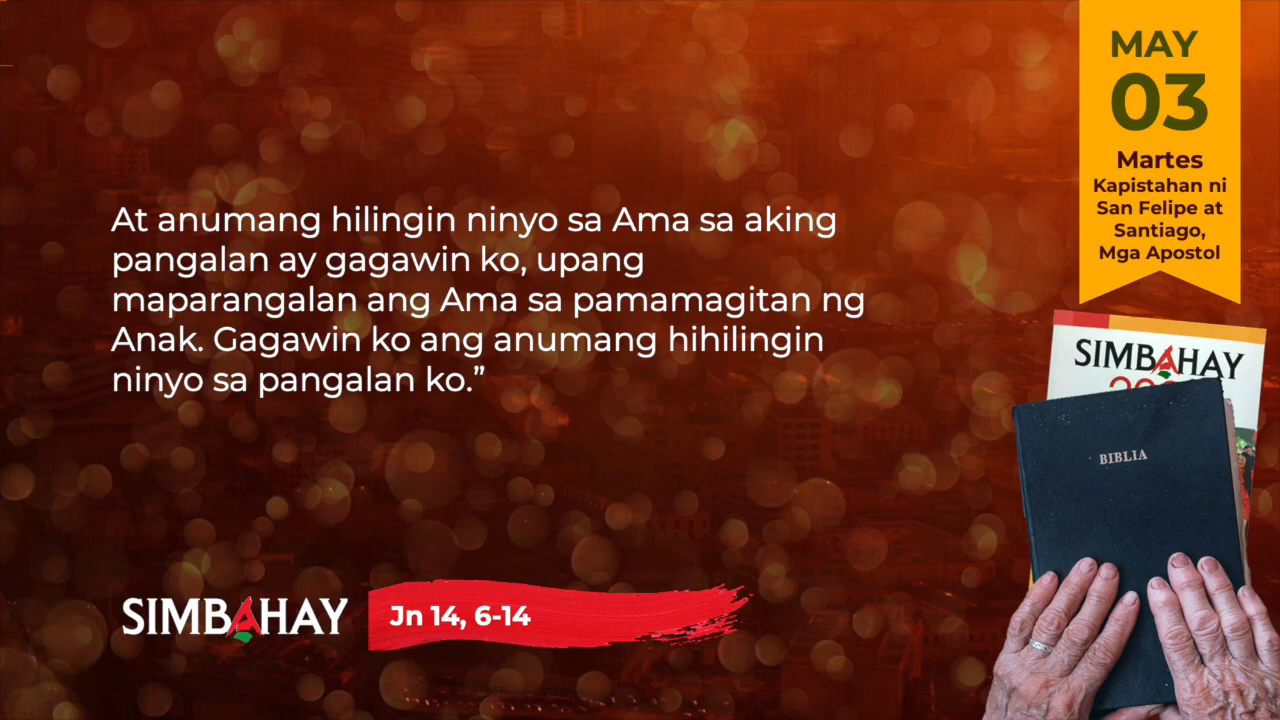 MAY
03
Martes
Kapistahan ni
San Felipe at
Santiago,
Mga Apostol
At anumang hilingin ninyo sa Ama sa aking
pangalan ay gagawin ko, upang
maparangalan ang Ama sa pamamagitan ng
Anak. Gagawin ko ang anumang hihilingin
ninyo sa pangalan ko.”
SIMBAHAY
BIBLIA
SIMBAHAY
Jn 14, 6-14